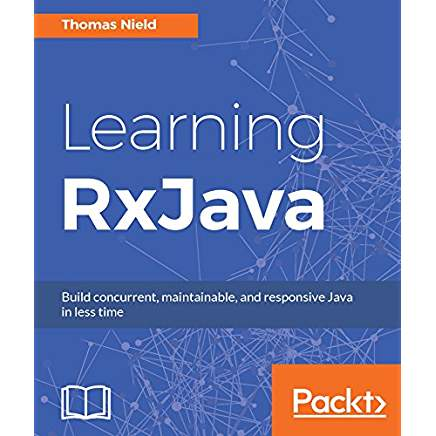 Thomas Nield
Learning
RxJava
Build concurrent, maintainable, and responsive Java
in less time
Packt>